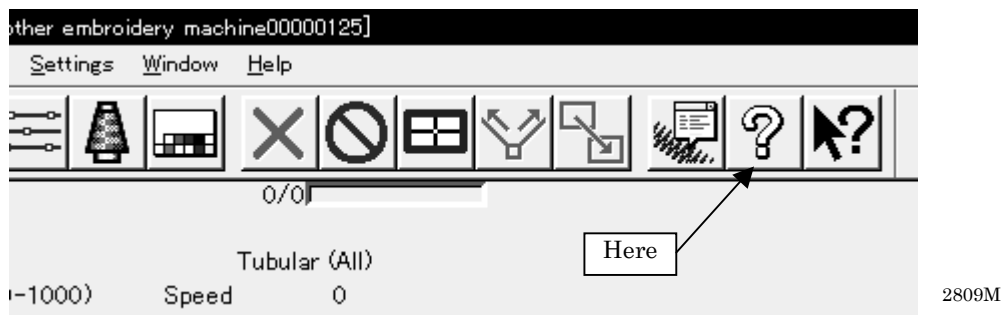 other embroidery machine00000125]
Settings Window Help
0/0
Here
Tubular (All)
-1000) Speed 0
2809M